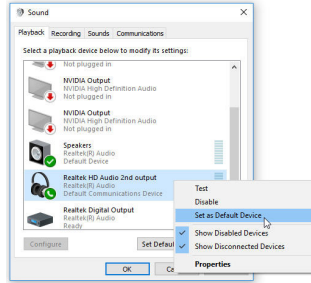 Sound
Playback Recording Sounds Communications
Select a playback device below to modify its settings:
Not plugged in
NVIDIA Output
NVIDIA High Definition Audio
Not plugged in
NVIDIA Output
NVIDIA High Definition Audio
Not plugged in
Speakers
Realtek(R) Audio
Default Device
Realtek HD Audio 2nd output
Realtek(R) Audio
Default Communications Device
Realtek Digital Output
Realtek(R) Audio
Ready
Test
Disable
Set as Default Device
Show Disabled Devices
Show Disconnected Devices
Properties
Configure Set Defaul
OK Ca